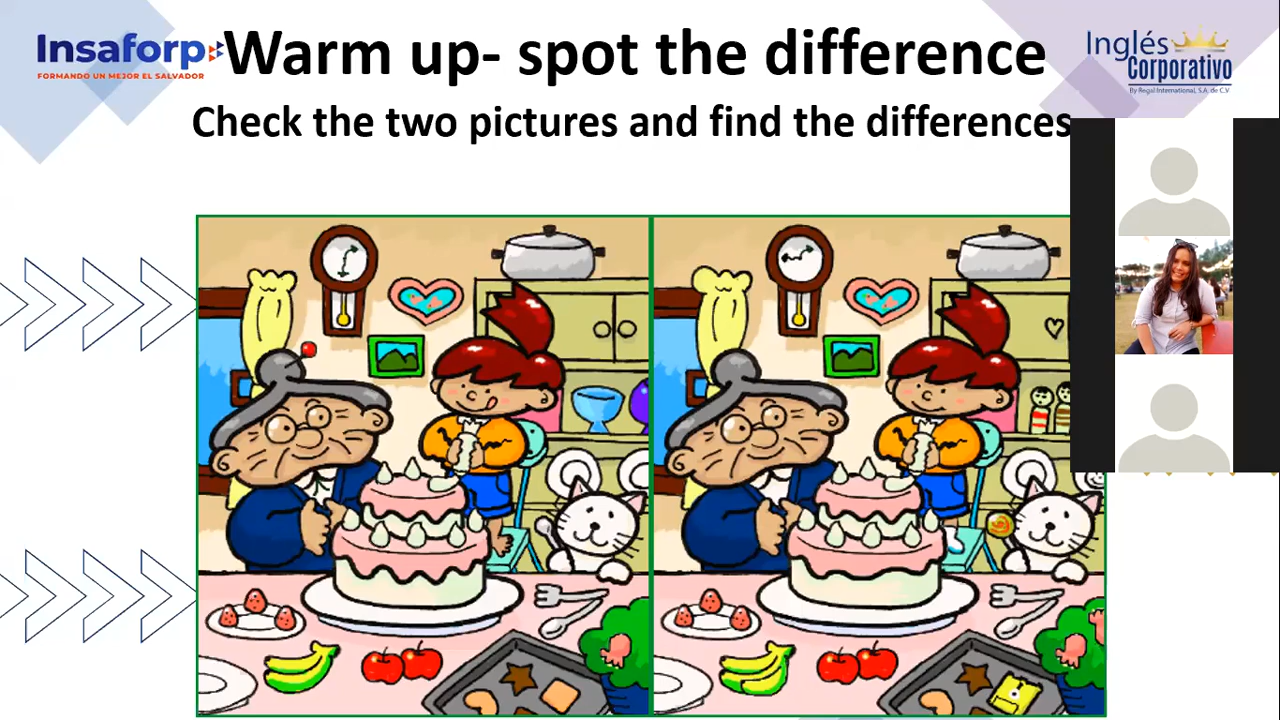 Insaforp
FORMANDO UN MEJOR EL SALVADOR
Warm up- spot the difference
Inglés
Corporativo
By Regal International, S.A. de C.V
Check the two pictures and find the differences